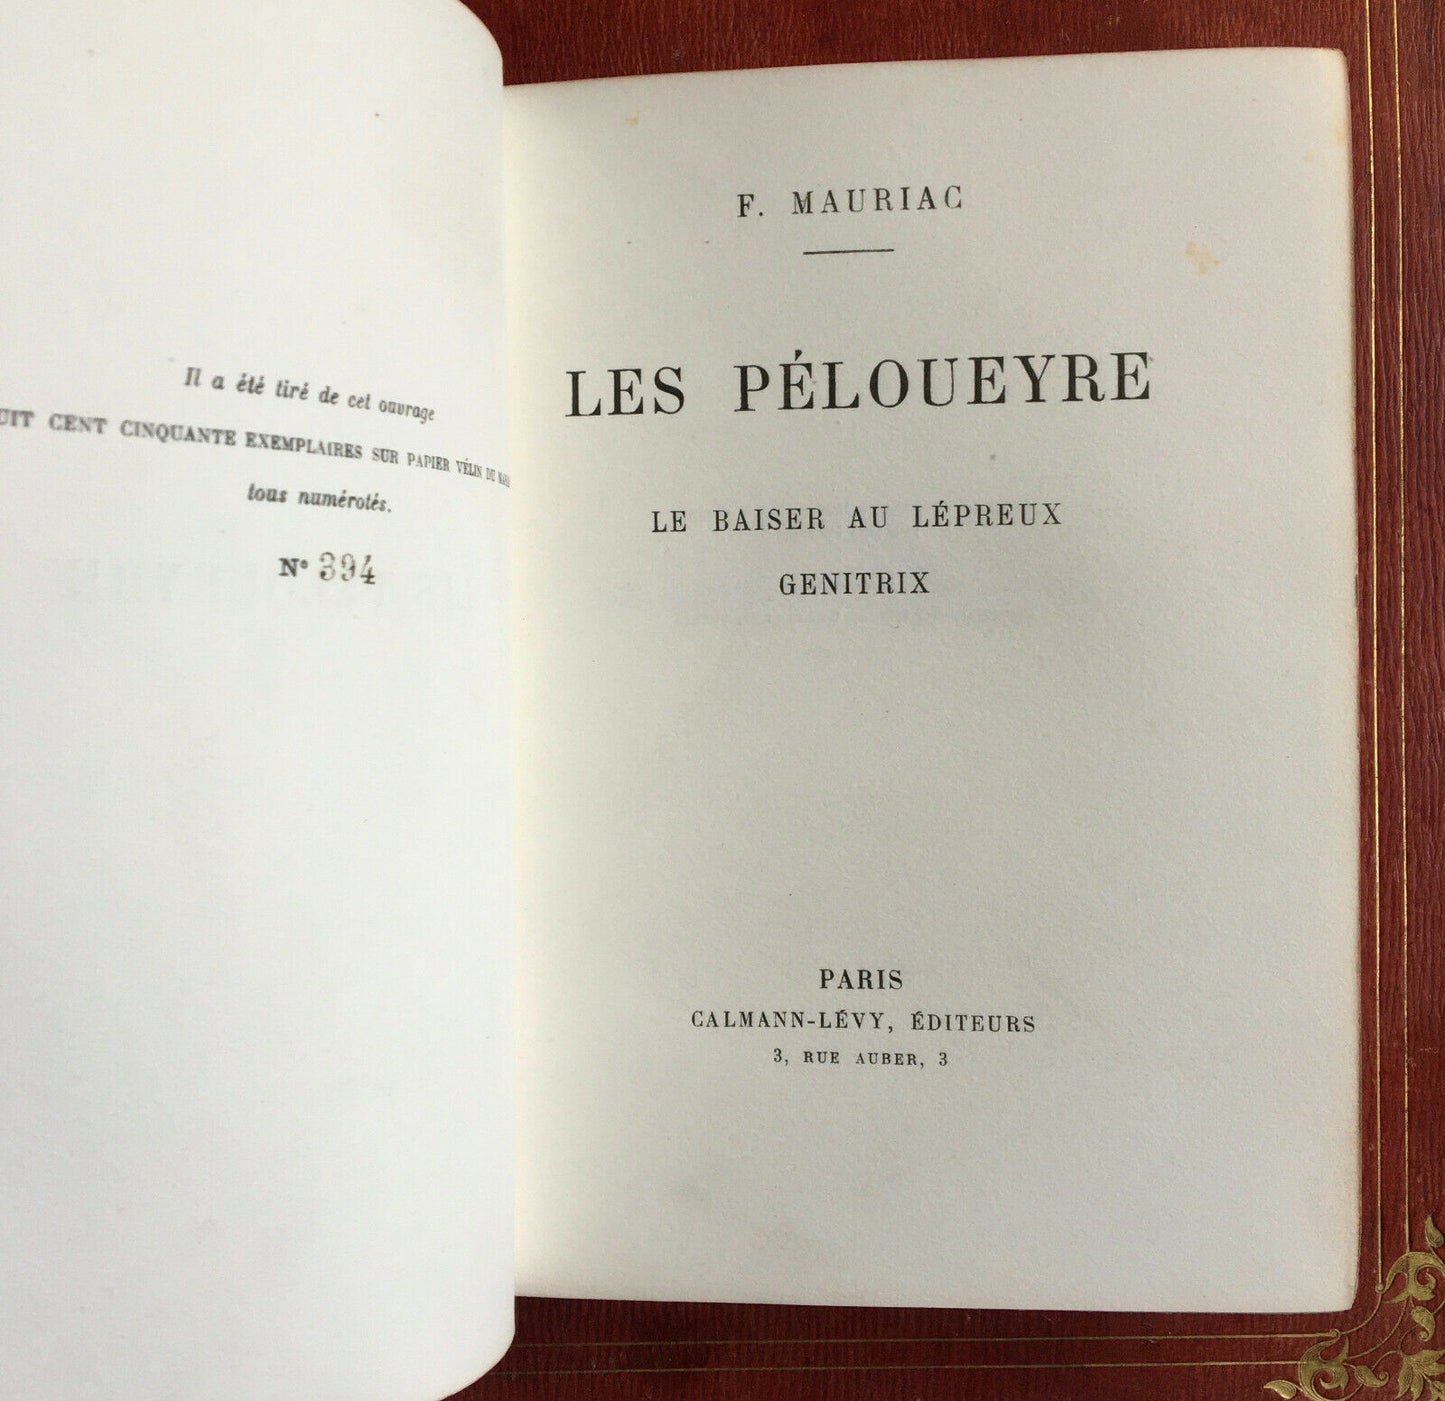 Il a été tiré de cet ouvrage
CENT CINQUANTE EXEMPLAIRES SUR PAPIER VÉLIN DU
tous numérotés.
N° 394
F. MAURIAC
LES PÉLOUEYRE
LE BAISER AU LÉPREUX
GENITRIX
PARIS
CALMANN-LÉVY, ÉDITEURS
3, RUE AUBER, 3